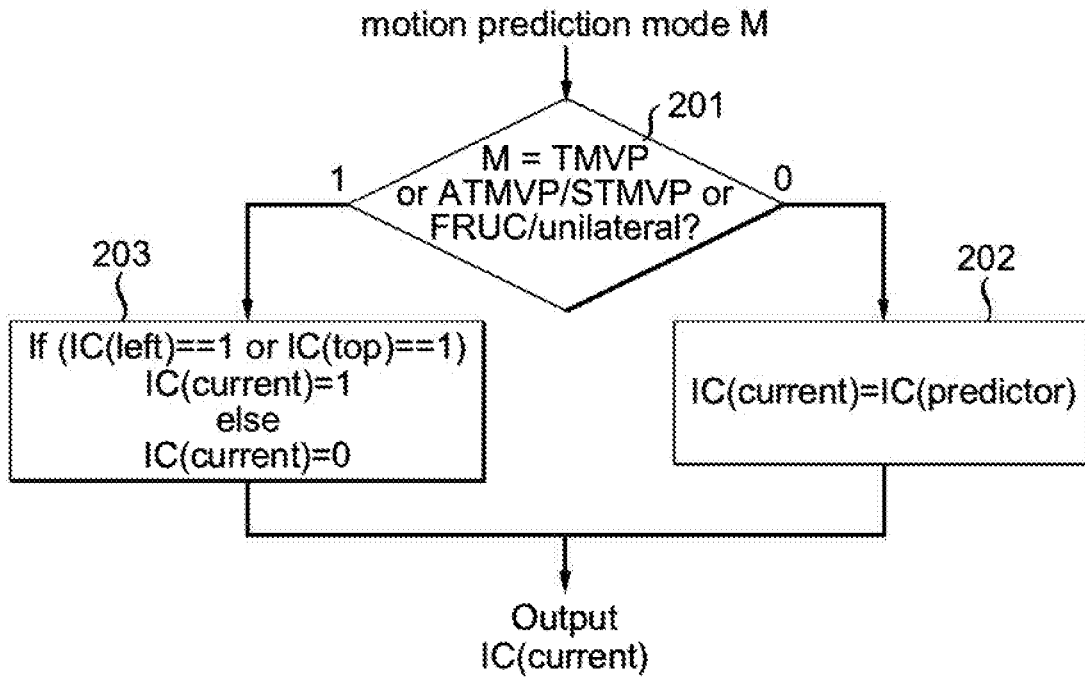 motion prediction mode M
201
M = TMVP
or ATMVP/STMVP or
FRUC/unilateral?
1
0
203
If (IC(left)==1 or IC(top)==1)
IC(current)=1
else
IC(current)=0
202
IC(current)=IC(predictor)
Output
IC(current)